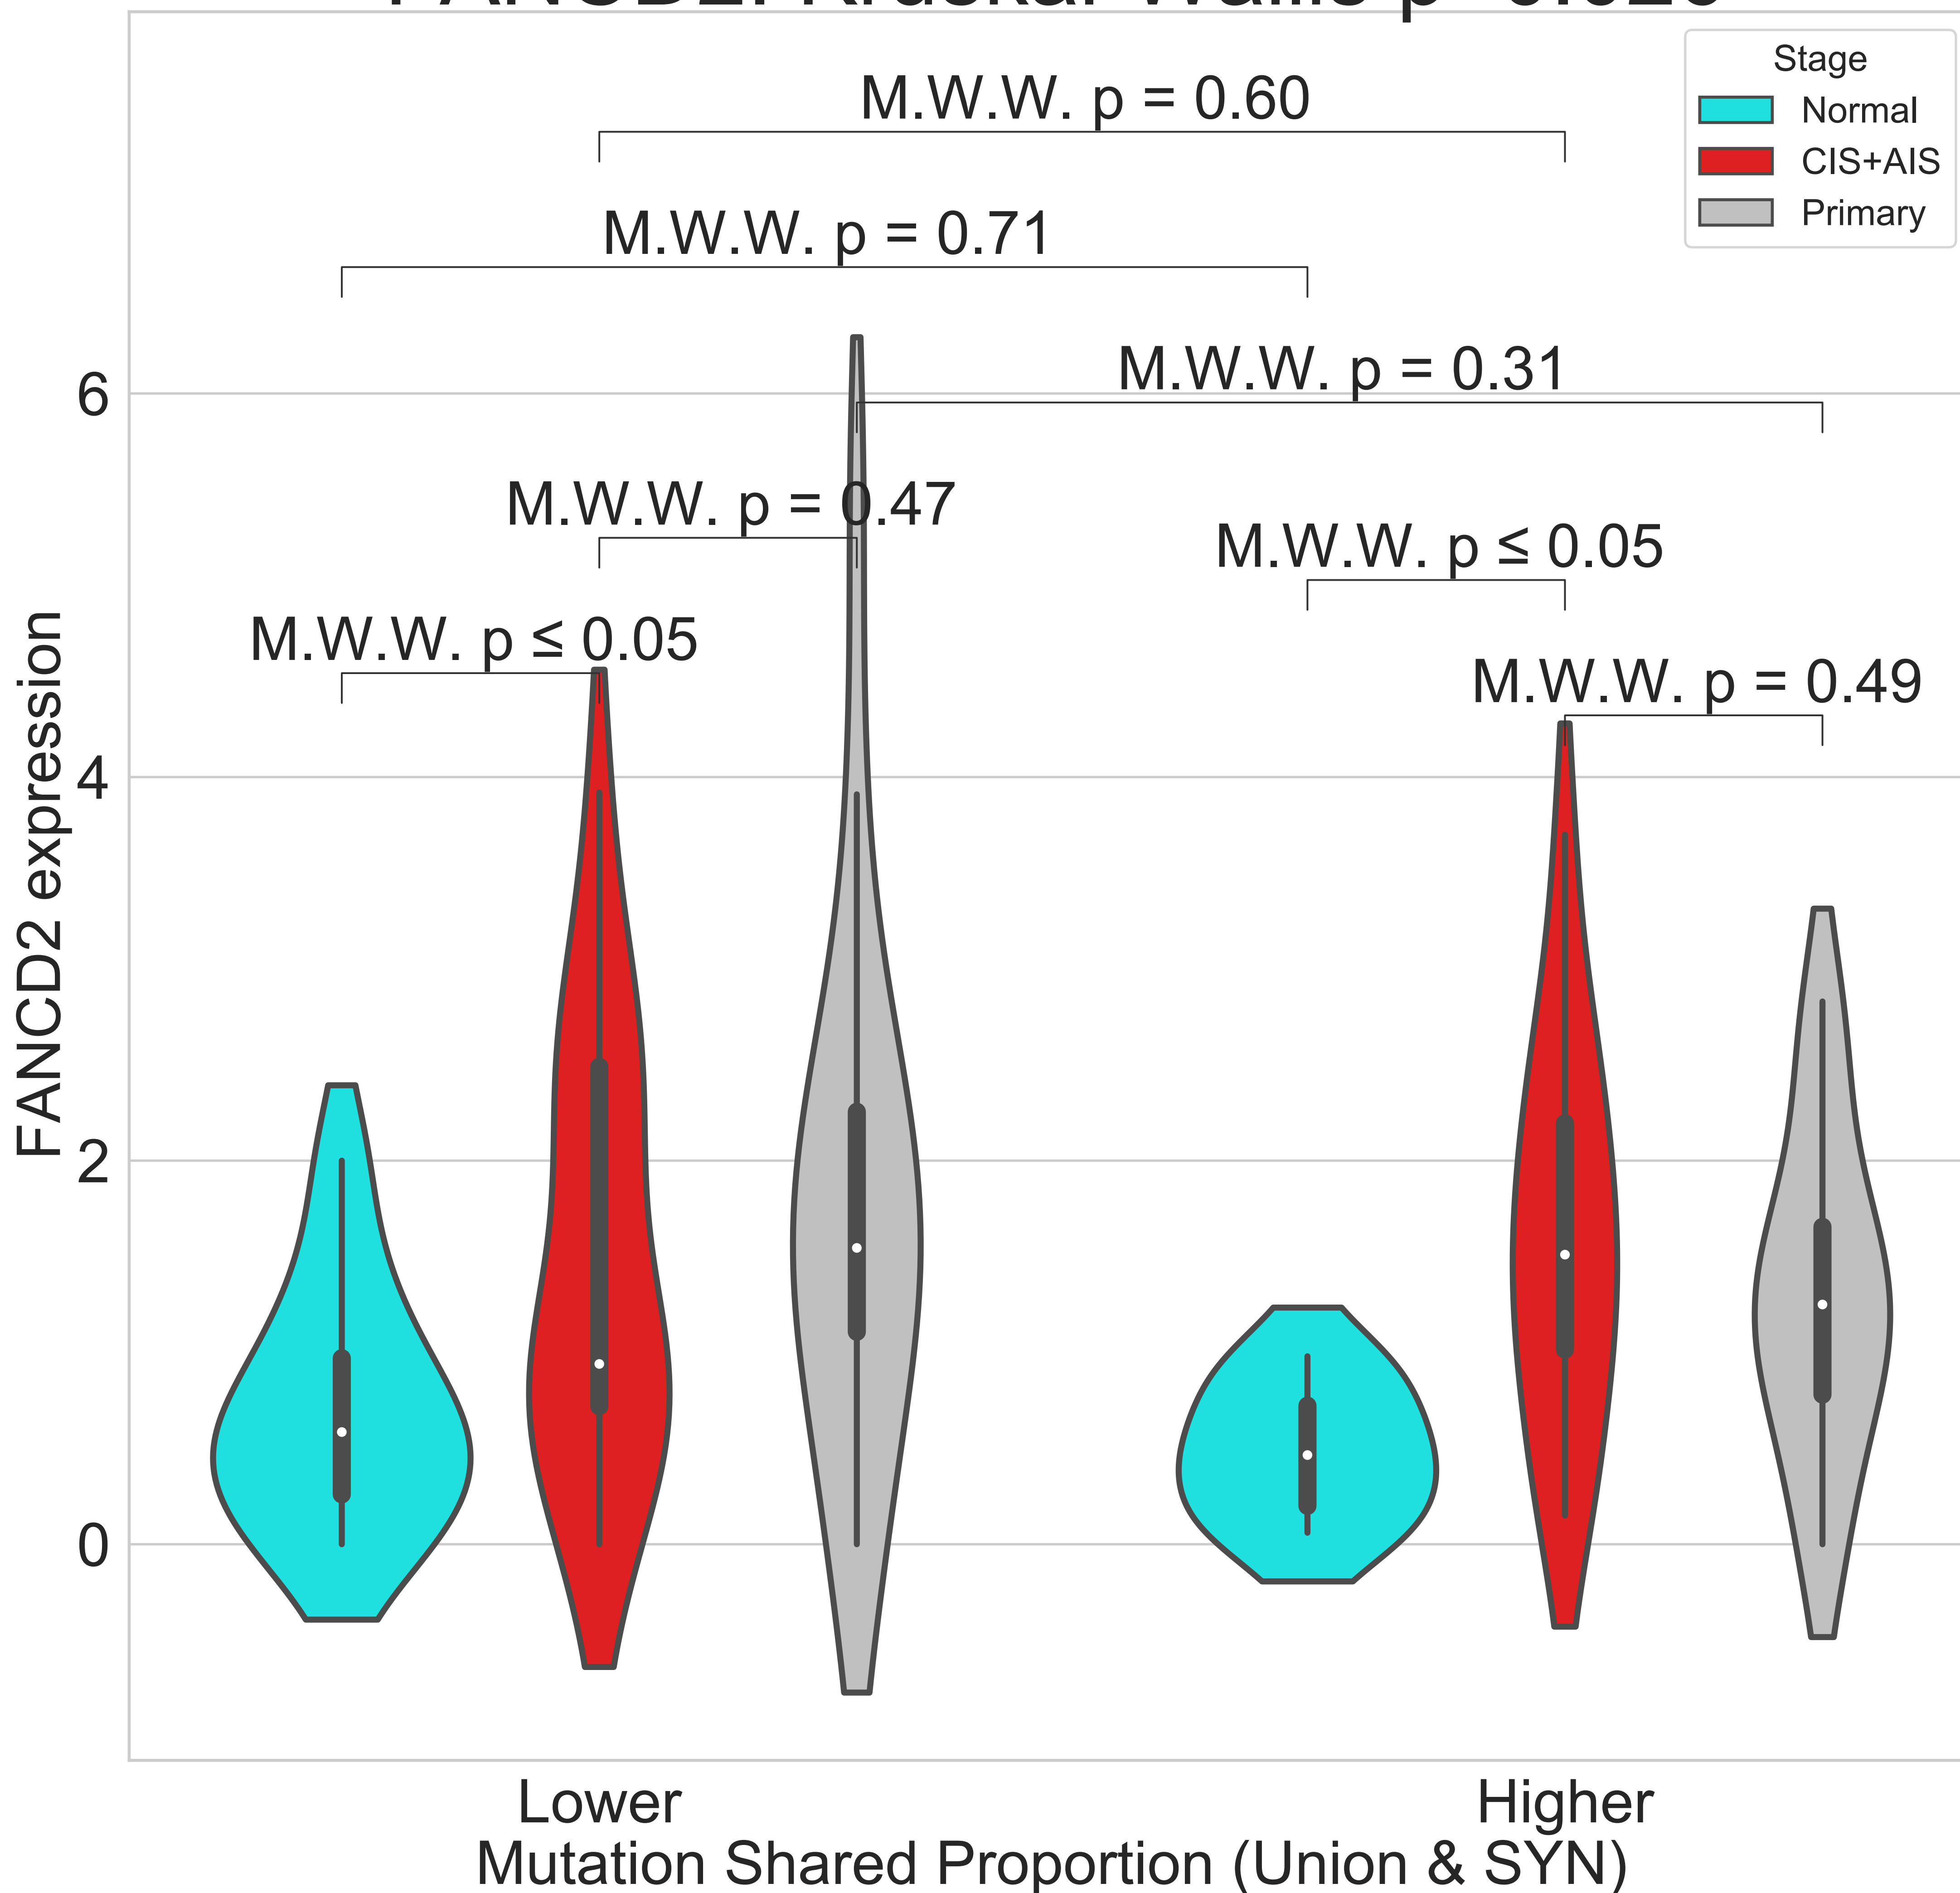 Stage
Normal
CIS+AIS
Primary
M.W.W. p = 0.60
M.W.W. p = 0.71
M.W.W. p = 0.31
M.W.W. p = 0.47
M.W.W. p ≤ 0.05
M.W.W. p ≤ 0.05
M.W.W. p = 0.49
FANCD2 expression
6
4
2
0
Lower
Higher
Mutation Shared Proportion (Union & SYN)